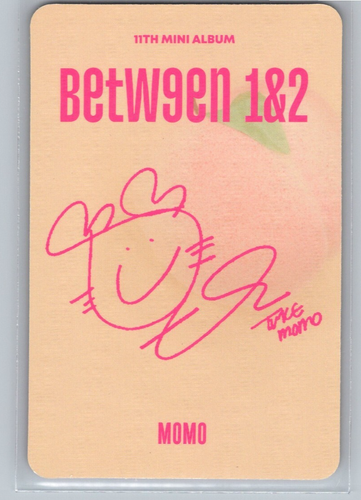 11TH MINI ALBUM
BetW9en 1&2
TWICE
MOMO
MOMO